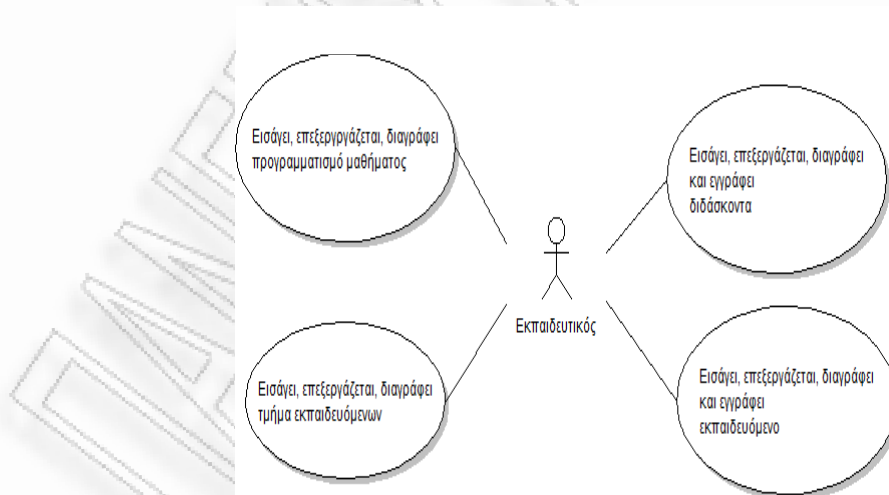 Εισάγει, επεξεργργάζεται, διαγράφει
προγραμματισμό μαθήματος
Εισάγει, επεξεργάζεται, διαγράφει
και εγγράφει
διδάσκοντα
Εκπαιδευτικός
Εισάγει, επεξεργάζεται, διαγράφει
τμήμα εκπαιδευόμενων
Εισάγει, επεξεργάζεται, διαγράφει
και εγγράφει
εκπαιδευόμενο